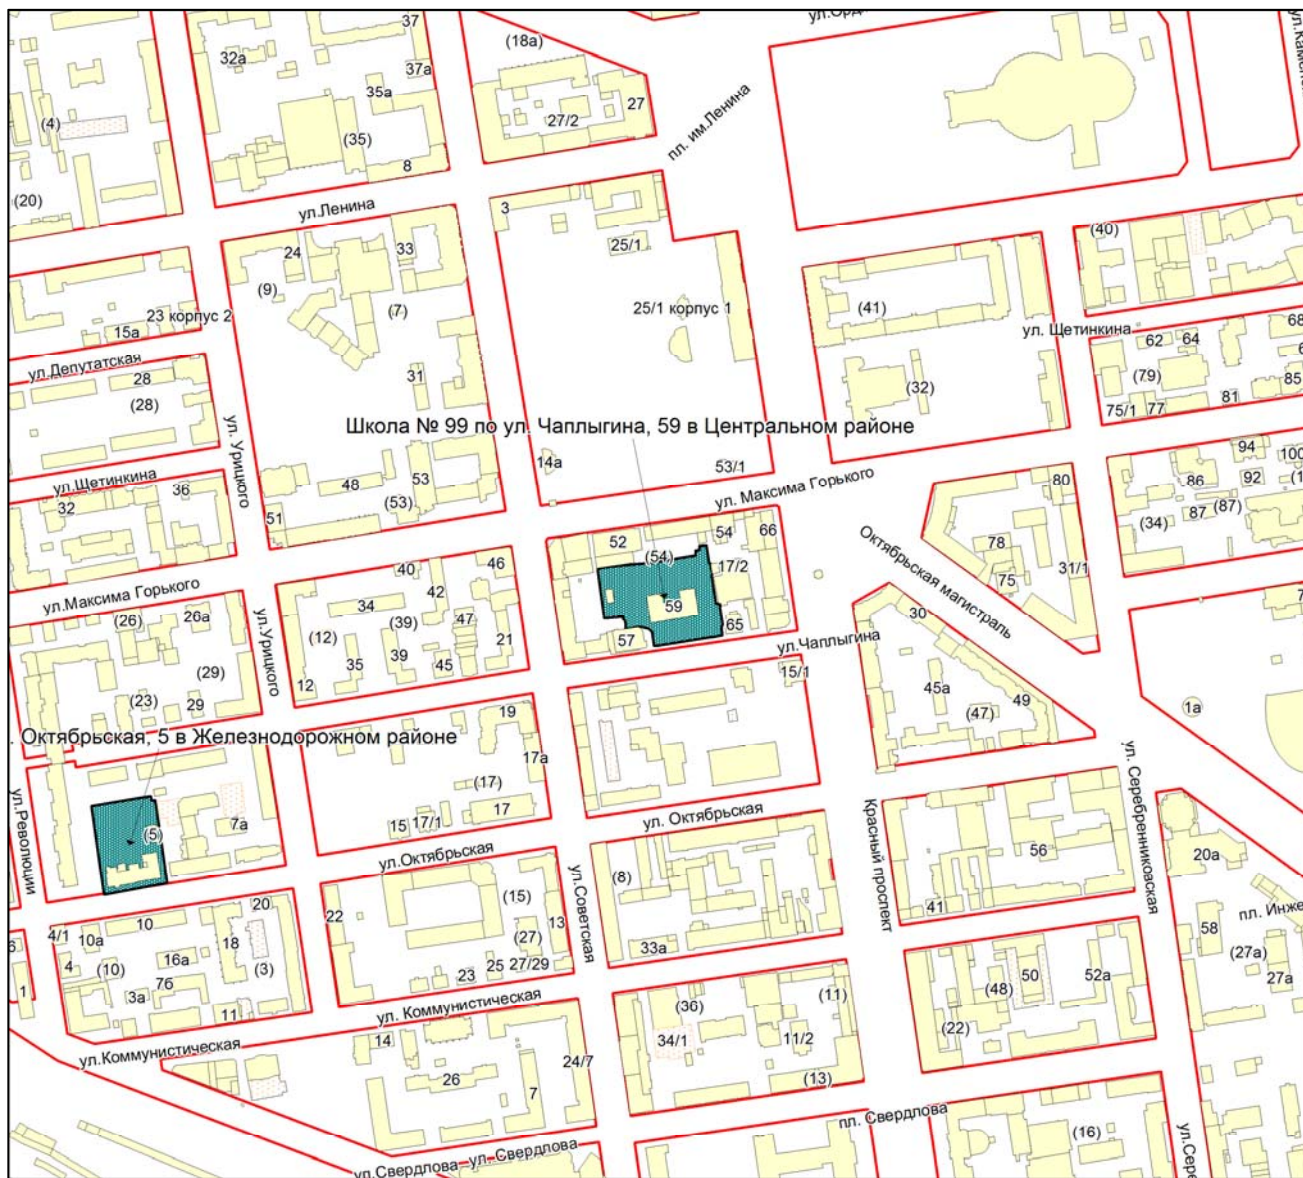 37
(18а)
32а
37а
35а
27
(4)
27/2
(35)
пл. им.Ленина
8
(20)
ул.Ленина
3
(40)
24
33
25/1
(9)
(7)
25/1 корпус 1
(41)
23 корпус 2
ул. Щетинкина
15а
62
64
68
ул.Депутатская
28
31
(79)
(28)
(32)
85
75/1
77
81
ул. Урицкого
Школа № 99 по ул. Чаплыгина, 59 в Центральном районе
94
14а
53/1
100
ул.Щетинкина
48
53
ул. Максима Горького
80
86
92
36
32
(53)
51
87
(87)
(34)
52
54
66
Октябрьская магистраль
78
(54)
40
46
17/2
31/1
75
ул.Максима Горького
34
42
59
(26)
26а
ул.Урицкого
(12)
(39)
47
30
57
65
21
ул.Чаплыгина
35
39
45
(29)
15/1
12
45а
49
(23)
29
(47)
1а
19
. Октябрьская, 5 в Железнодорожном районе
17а
ул. Серебренниковская
(17)
ул.Революции
17
ул. Октябрьская
Красный проспект
7а
15
17/1
(5)
56
20а
ул.Октябрьская
(8)
(15)
ул.Советская
22
20
41
13
10
4/1
10а
18
(27)
58
пл. Инже
33а
(27а)
4
(10)
16а
(3)
25
27/29
23
50
52а
27а
1
3а
7б
(48)
(36)
(11)
11
ул. Коммунистическая
(22)
14
34/1
11/2
ул.Коммунистическая
24/7
26
7
(13)
пл. Свердлова
(16)
ул.Свердлова
ул. Свердлова
ул.Сере